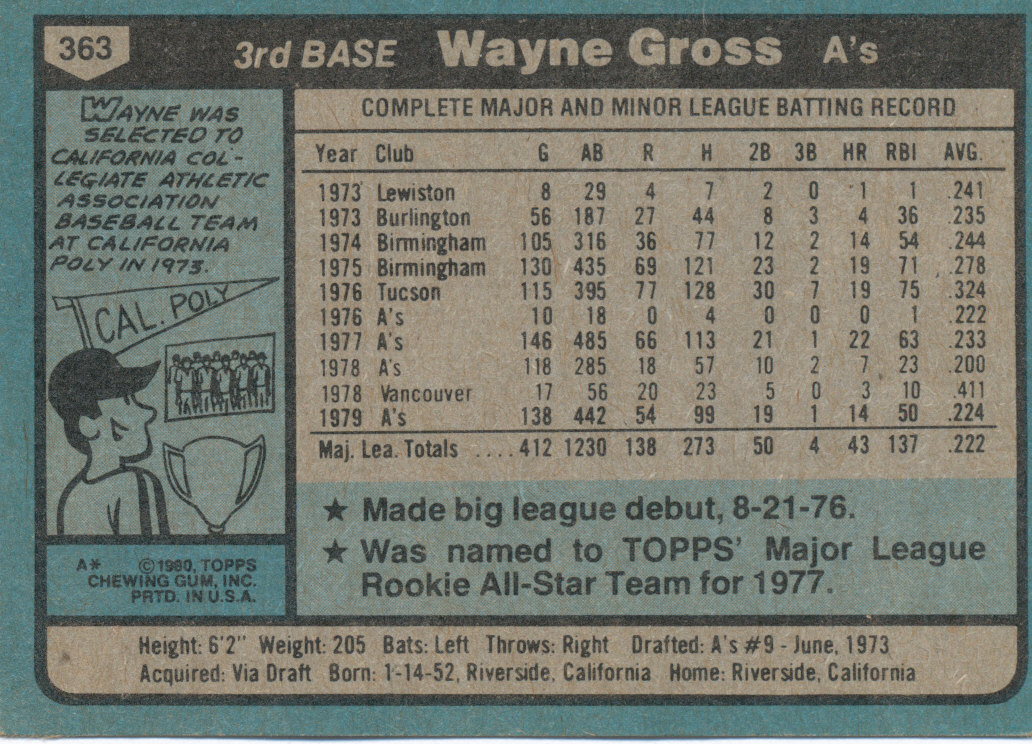 363
3rd BASE Wayne Gross A's
WAYNE WAS
SELECTED TO
CALIFORNIA COL-
LEGIATE ATHLETIC
ASSOCIATION
BASEBALL TEAM
AT CALIFORNIA
POLY IN 1973.
CAL. POLY
A* ©1980, TOPPS
CHEWING GUM, INC.
PRTD. IN U.S.A.
COMPLETE MAJOR AND MINOR LEAGUE BATTING RECORD
Year Club G AB R H 2B 3B HR RBI AVG.
1973 Lewiston 8 29 4 7 2 0 1 1 .241
1973 Burlington 56 187 27 44 8 3 4 36 .235
1974 Birmingham 105 316 36 77 12 2 14 54 .244
1975 Birmingham 130 435 69 121 23 2 19 71 .278
1976 Tucson 115 395 77 128 30 7 19 75 .324
1976 A's 10 18 0 4 0 0 0 1 .222
1977 A's 146 485 66 113 21 1 22 63 .233
1978 A's 118 285 18 57 10 2 7 23 .200
1978 Vancouver 17 56 20 23 5 0 3 10 .411
1979 A's 138 442 54 99 19 1 14 50 .224
Maj. Lea. Totals ....412 1230 138 273 50 4 43 137 .222
★ Made big league debut, 8-21-76.
★ Was named to TOPPS' Major League
Rookie All-Star Team for 1977.
Height: 6'2" Weight: 205 Bats: Left Throws: Right Drafted: A's #9 - June, 1973
Acquired: Via Draft Born: 1-14-52, Riverside, California Home: Riverside, California